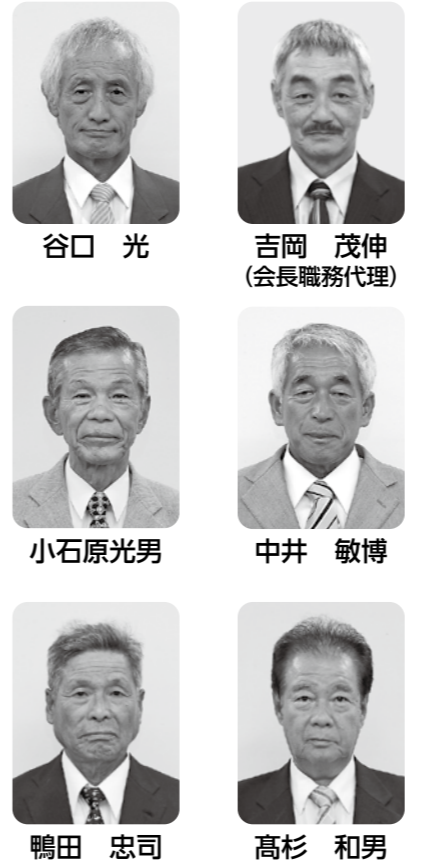 谷口　光
吉岡　茂伸
（会長職務代理）
小石原光男
中井　敏博
鴨田　忠司
髙杉　和男